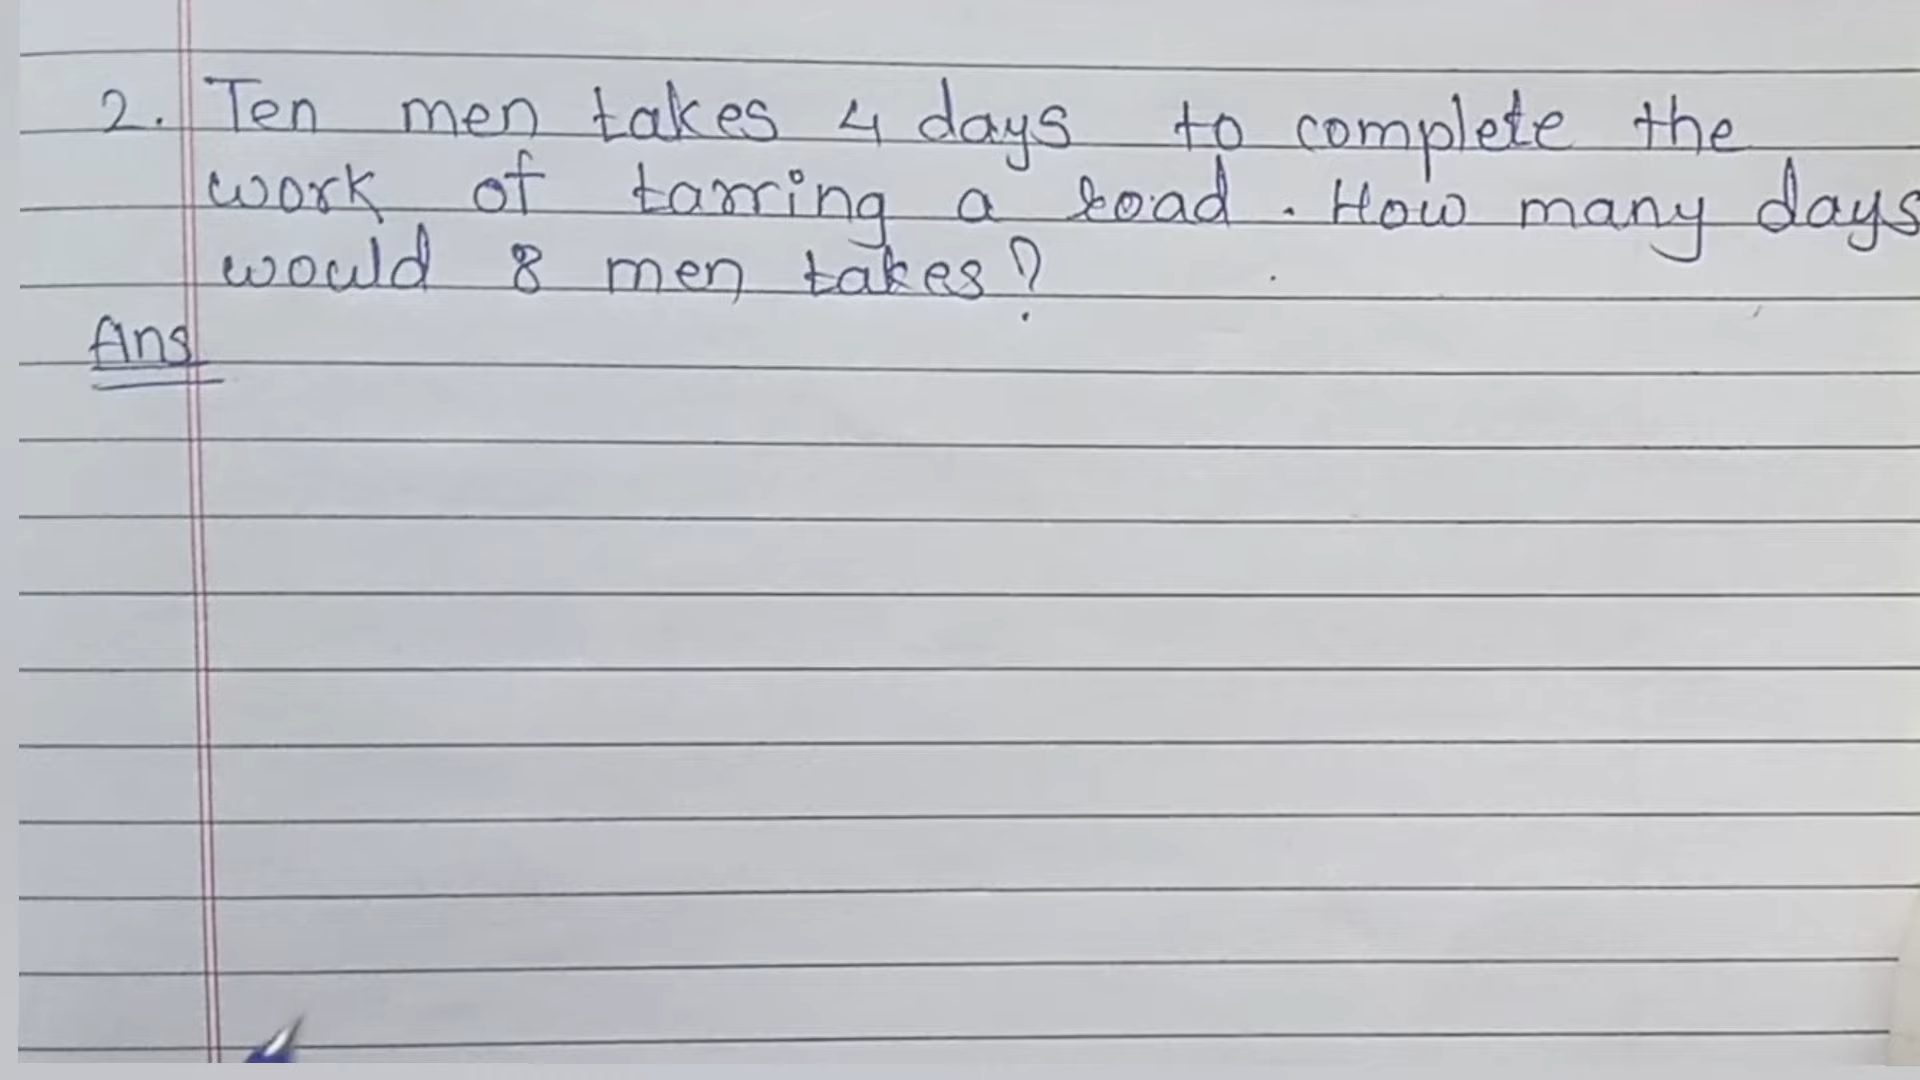 2. Ten men takes 4 days to complete the
work of tarring a road. How many days
would 8 men takes?
Ans